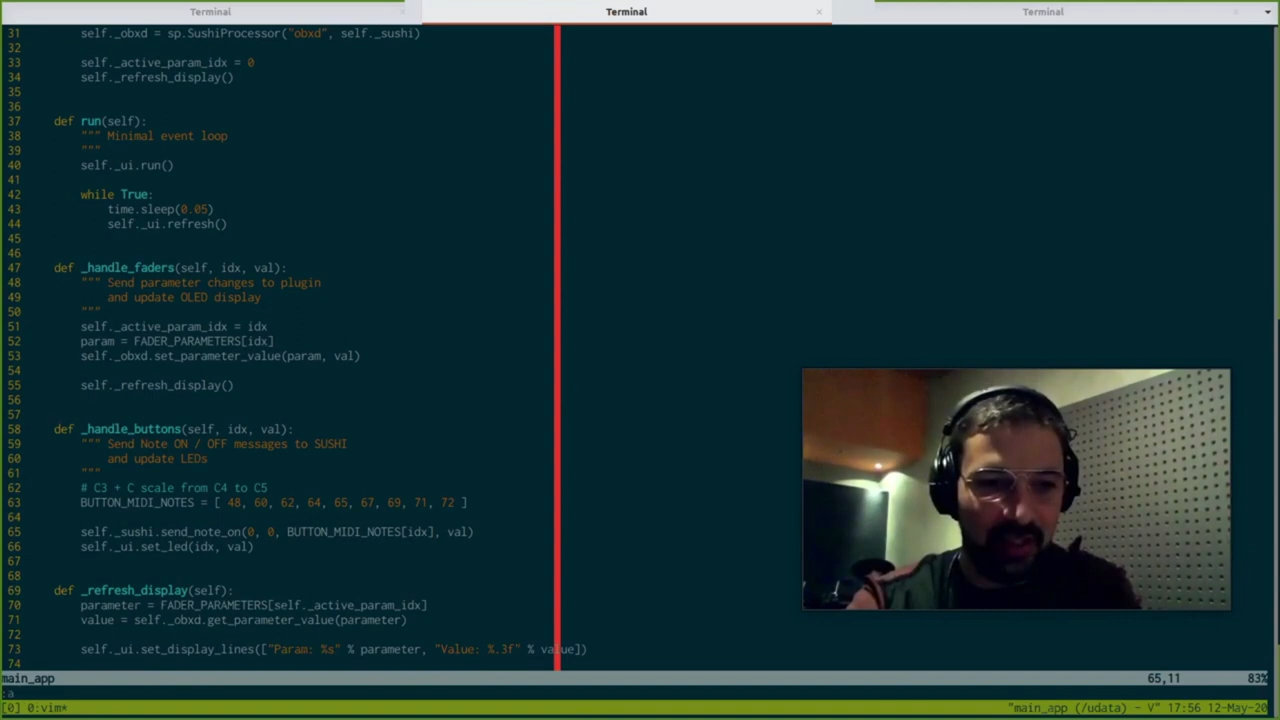 Terminal × Terminal × Terminal ×
31 self._obxd = sp.SushiProcessor("obxd", self._sushi)
32
33 self._active_param_idx = 0
34 self._refresh_display()
35
36
37 def run(self):
38 """ Minimal event loop
39 """
40 self._ui.run()
41
42 while True:
43 time.sleep(0.05)
44 self._ui.refresh()
45
46
47 def _handle_faders(self, idx, val):
48 """ Send parameter changes to plugin
49 and update OLED display
50 """
51 self._active_param_idx = idx
52 param = FADER_PARAMETERS[idx]
53 self._obxd.set_parameter_value(param, val)
54
55 self._refresh_display()
56
57
58 def _handle_buttons(self, idx, val):
59 """ Send Note ON / OFF messages to SUSHI
60 and update LEDs
61 """
62 # C3 + C scale from C4 to C5
63 BUTTON_MIDI_NOTES = [ 48, 60, 62, 64, 65, 67, 69, 71, 72 ]
64
65 self._sushi.send_note_on(0, 0, BUTTON_MIDI_NOTES[idx], val)
66 self._ui.set_led(idx, val)
67
68
69 def _refresh_display(self):
70 parameter = FADER_PARAMETERS[self._active_param_idx]
71 value = self._obxd.get_parameter_value(parameter)
72
73 self._ui.set_display_lines(["Param: %s" % parameter, "Value: %.3f" % value])
74
main_app 65,11 83%
:a
[0] 0:vim* "main_app (/udata) - V" 17:56 12-May-20